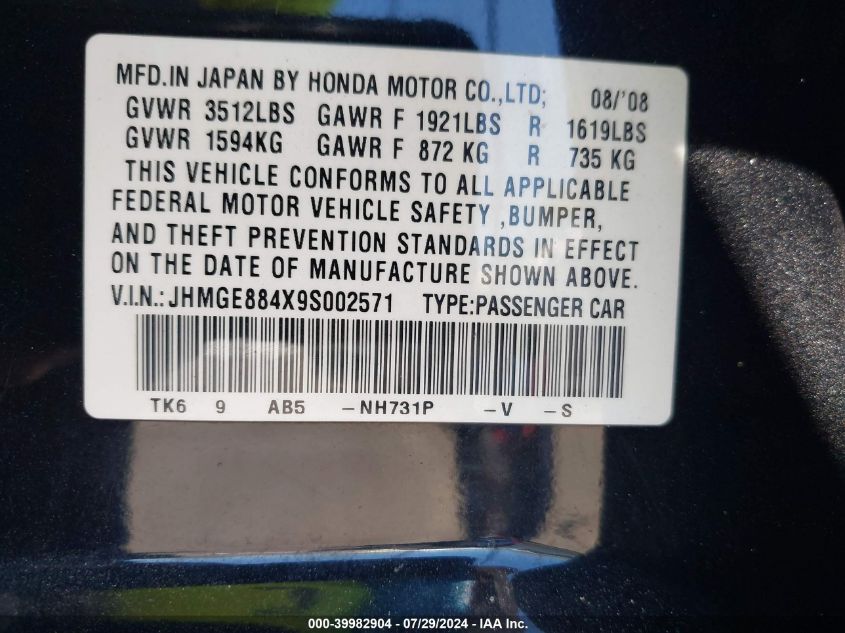 MFD.IN JAPAN BY HONDA MOTOR CO.,LTD; 08/'08
GVWR 3512LBS GAWR F 1921LBS R 1619LBS
GVWR 1594KG GAWR F 872 KG R 735 KG
THIS VEHICLE CONFORMS TO ALL APPLICABLE
FEDERAL MOTOR VEHICLE SAFETY ,BUMPER,
AND THEFT PREVENTION STANDARDS IN EFFECT
ON THE DATE OF MANUFACTURE SHOWN ABOVE.
V.I.N.: JHMGE884X9S002571 TYPE:PASSENGER CAR
TK6 9 AB5 -NH731P -V -S
000-39982904 - 07/29/2024 - IAA Inc.